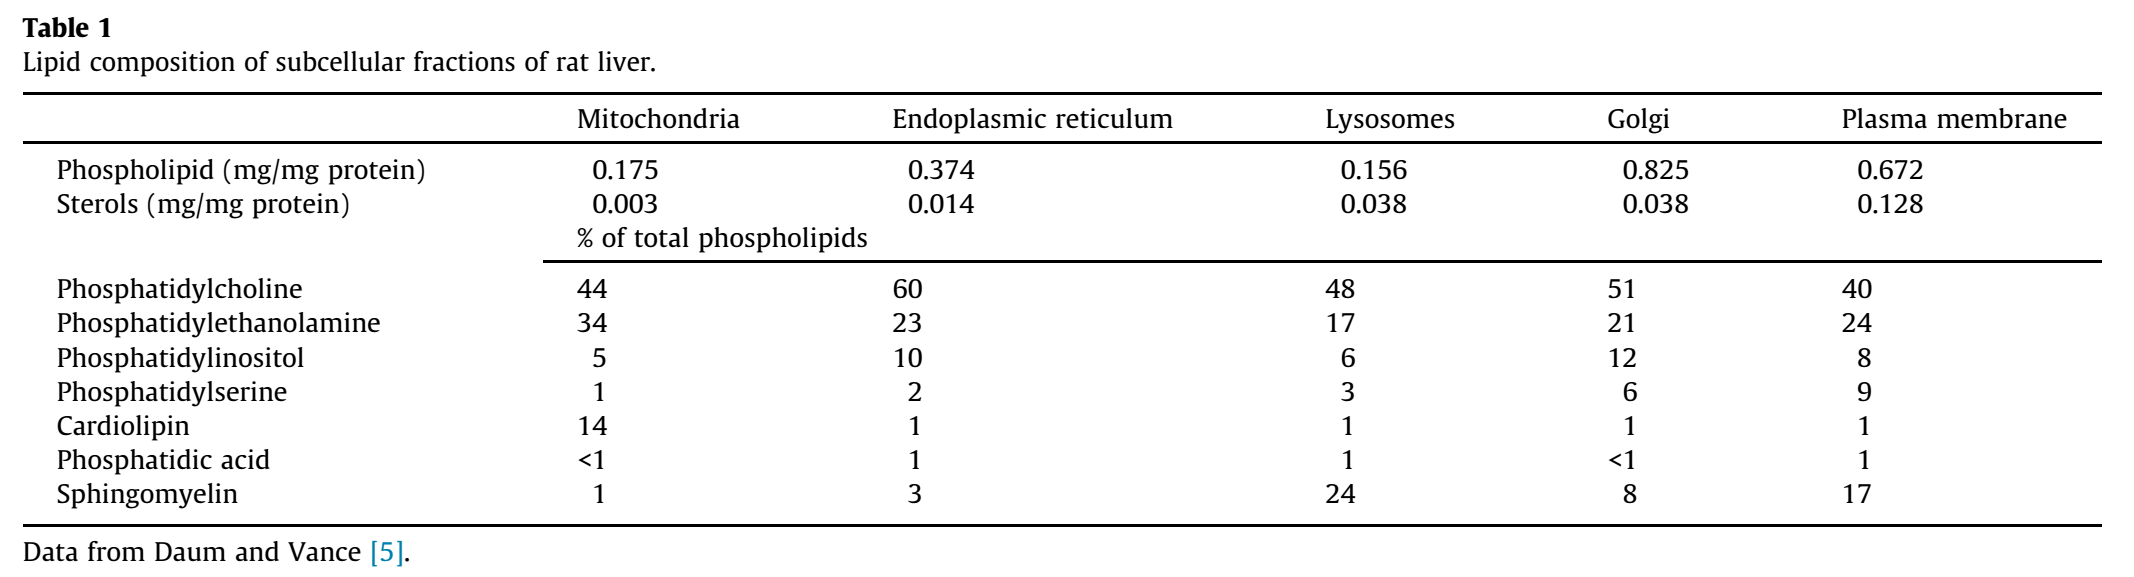 Table 1
Lipid composition of subcellular fractions of rat liver.
Mitochondria Endoplasmic reticulum Lysosomes Golgi Plasma membrane
Phospholipid (mg/mg protein) 0.175 0.374 0.156 0.825 0.672
Sterols (mg/mg protein) 0.003 0.014 0.038 0.038 0.128
% of total phospholipids
Phosphatidylcholine 44 60 48 51 40
Phosphatidylethanolamine 34 23 17 21 24
Phosphatidylinositol 5 10 6 12 8
Phosphatidylserine 1 2 3 6 9
Cardiolipin 14 1 1 1 1
Phosphatidic acid <1 1 1 <1 1
Sphingomyelin 1 3 24 8 17
Data from Daum and Vance [5].